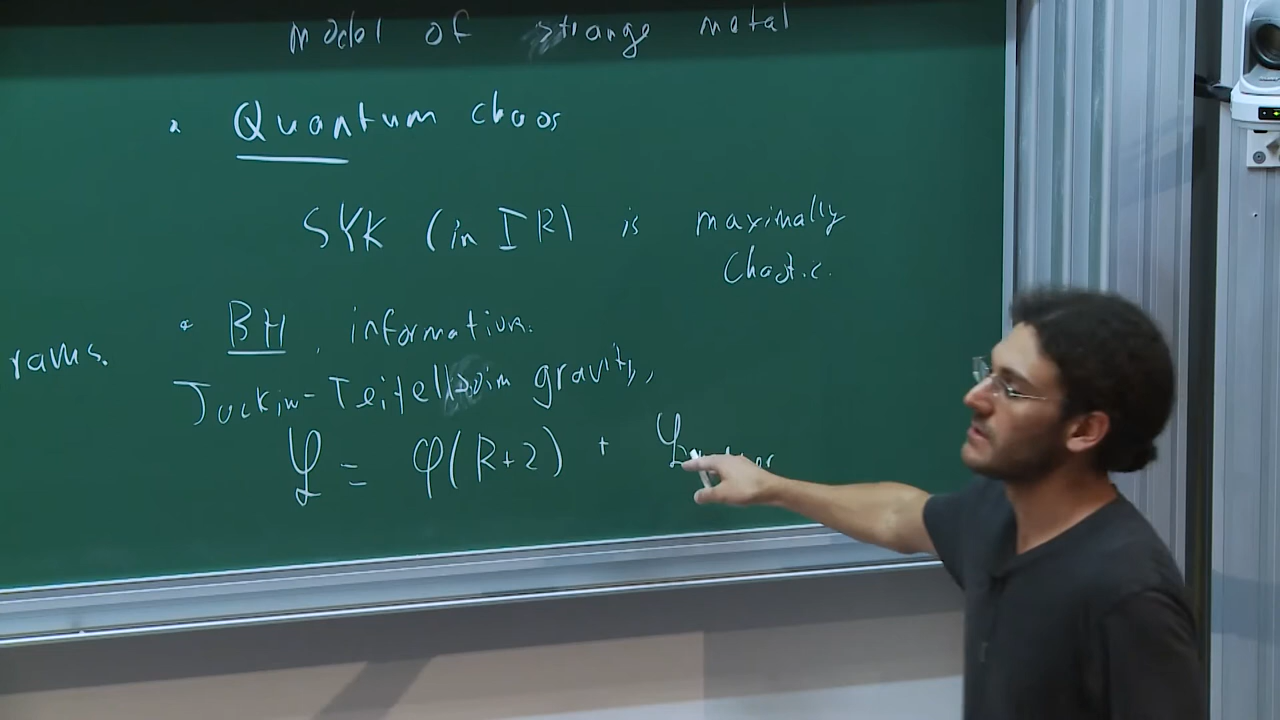 model of strange metal
• Quantum chaos
SYK (in IR) is maximally
chaotic.
• BH, information.
rams.
Jackiw-Teitelboim gravity,
ℒ = φ(R+2) + ℒ